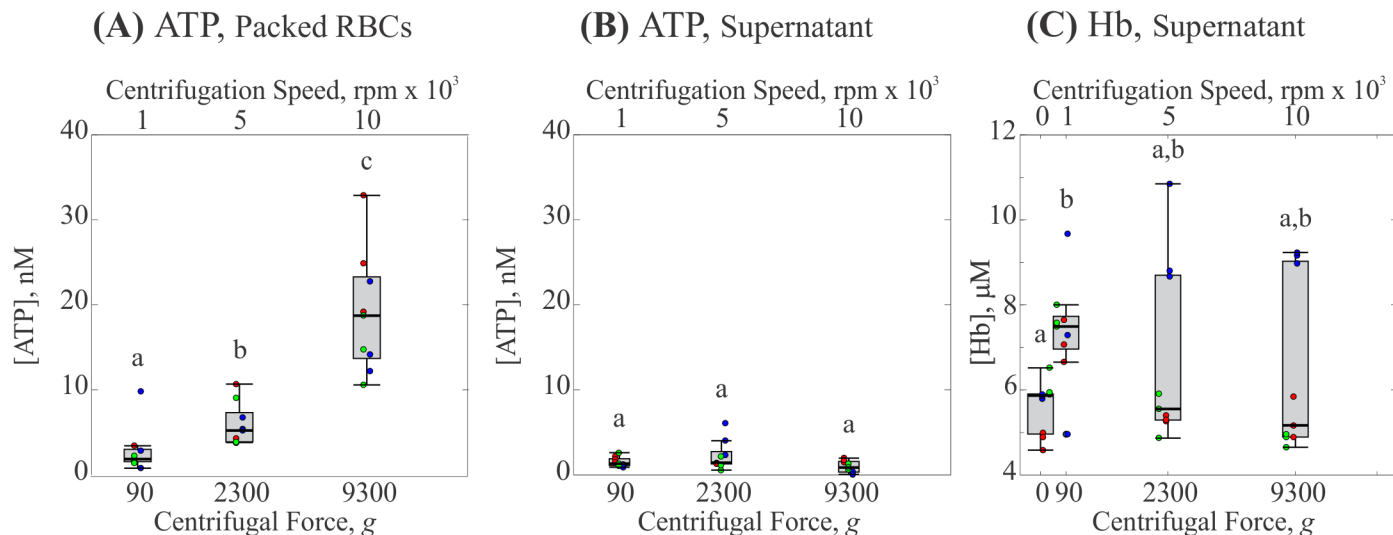 (A) ATP, Packed RBCs
Centrifugation Speed, rpm x 10³
1 5 10
40
30
20
10
0
[ATP], nM
a
b
c
90 2300 9300
Centrifugal Force, g
(B) ATP, Supernatant
Centrifugation Speed, rpm x 10³
1 5 10
40
30
20
10
0
[ATP], nM
a
a
a
90 2300 9300
Centrifugal Force, g
(C) Hb, Supernatant
Centrifugation Speed, rpm x 10³
0 1 5 10
12
10
8
6
4
[Hb], μM
a
b
a,b
a,b
0 90 2300 9300
Centrifugal Force, g